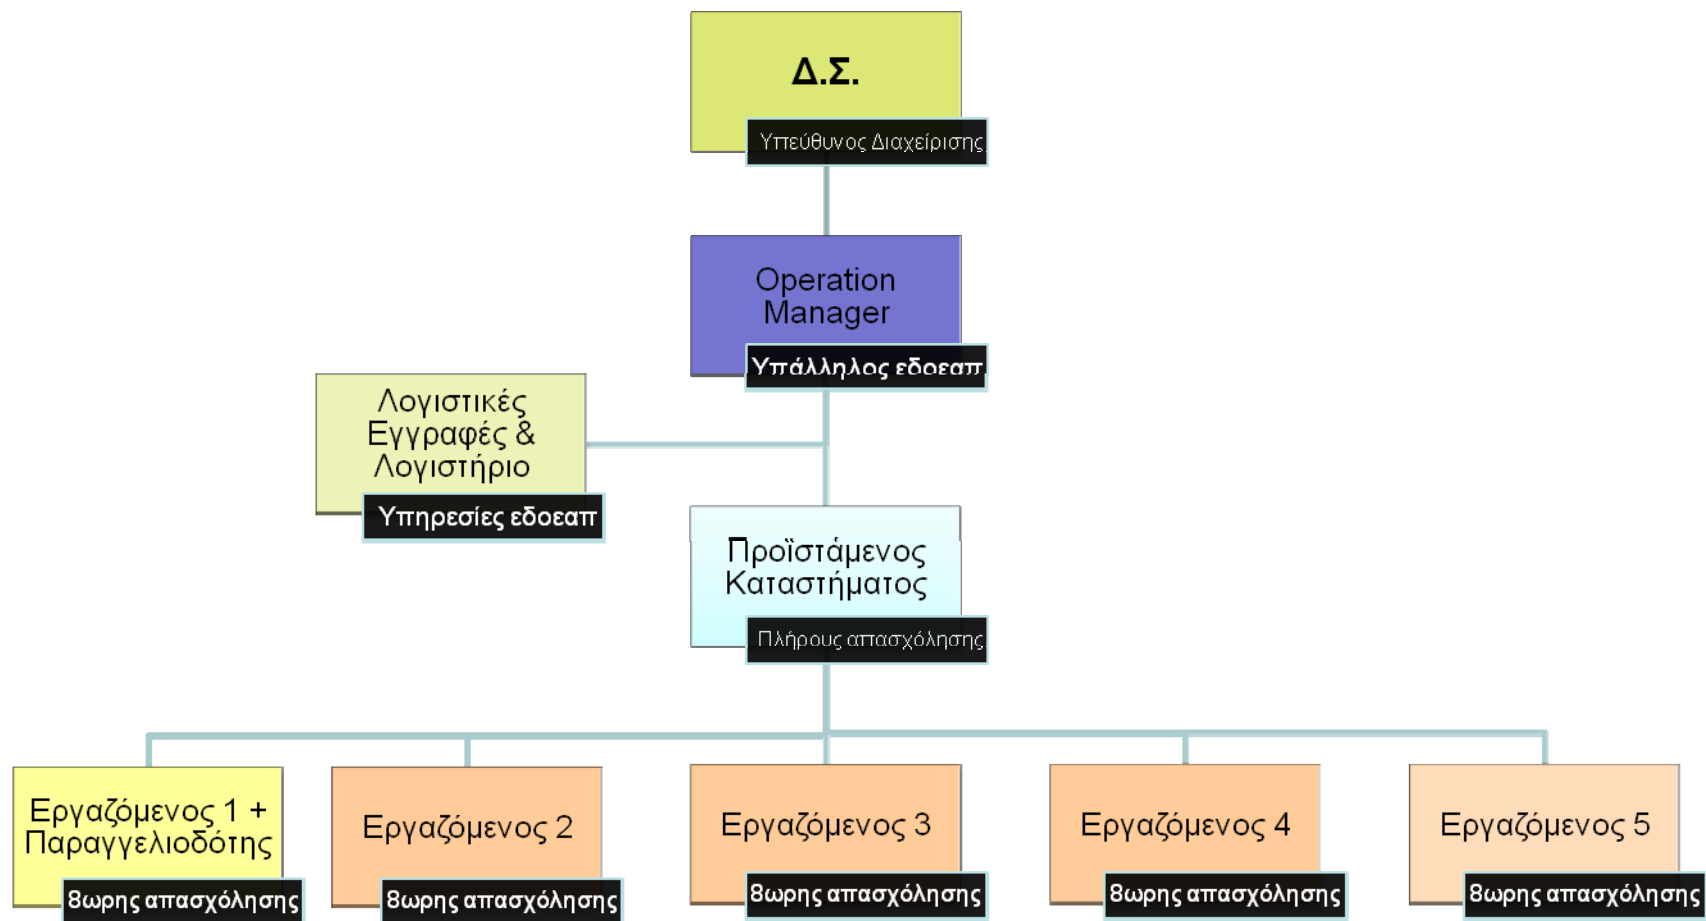 Δ.Σ.
Υπεύθυνος Διαχείρισης
Operation
Manager
Υπάλληλος εδοεαπ
Λογιστικές
Εγγραφές &
Λογιστήριο
Υπηρεσίες εδοεαπ
Προϊστάμενος
Καταστήματος
Πλήρους απασχόλησης
Εργαζόμενος 1 +
Παραγγελιοδότης
8ωρης απασχόλησης
Εργαζόμενος 2
8ωρης απασχόλησης
Εργαζόμενος 3
8ωρης απασχόλησης
Εργαζόμενος 4
8ωρης απασχόλησης
Εργαζόμενος 5
8ωρης απασχόλησης